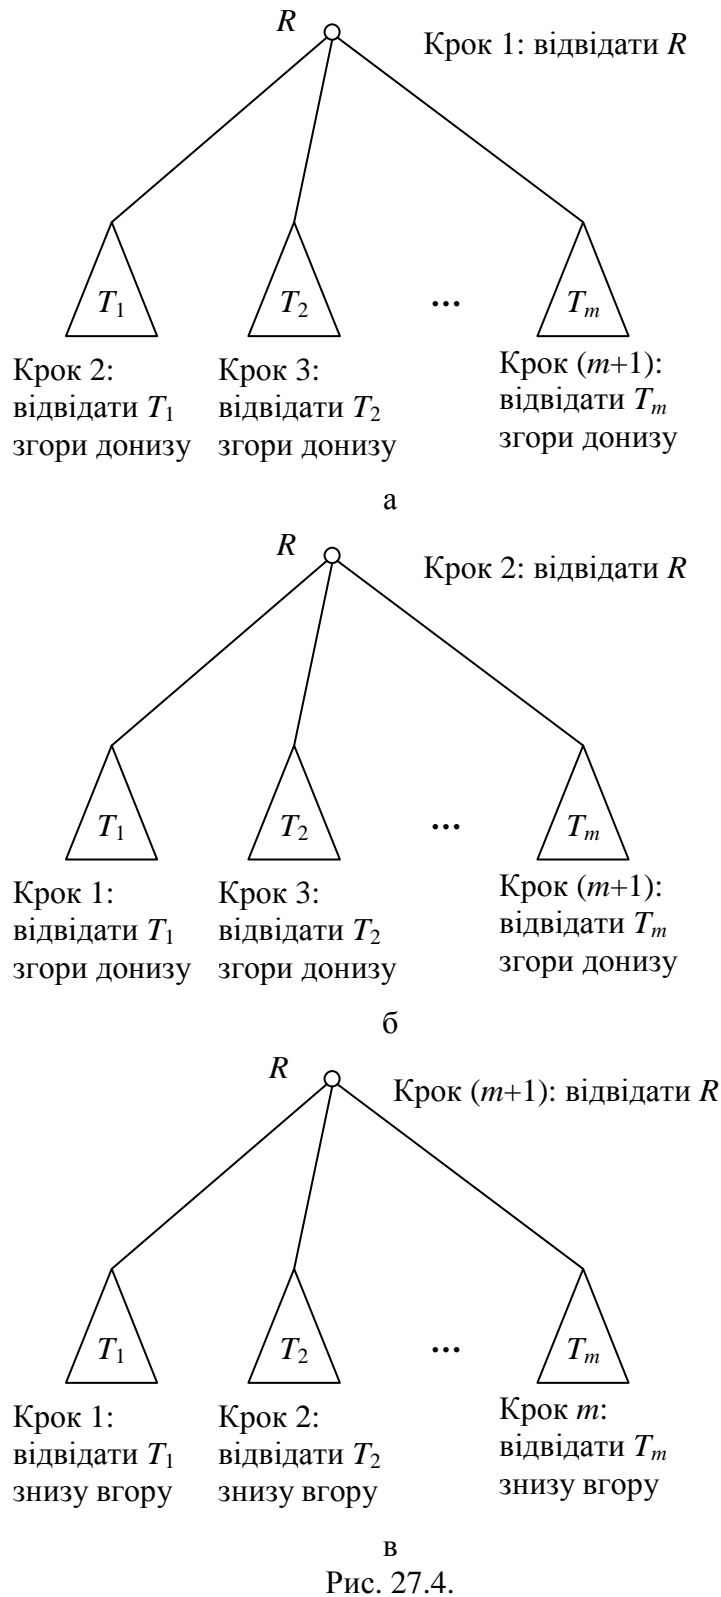 R
Крок 1: відвідати R
T1
T2
...
Tm
Крок 2:
відвідати T1
згори донизу
Крок 3:
відвідати T2
згори донизу
Крок (m+1):
відвідати Tm
згори донизу
а
R
Крок 2: відвідати R
T1
T2
...
Tm
Крок 1:
відвідати T1
згори донизу
Крок 3:
відвідати T2
згори донизу
Крок (m+1):
відвідати Tm
згори донизу
б
R
Крок (m+1): відвідати R
T1
T2
...
Tm
Крок 1:
відвідати T1
знизу вгору
Крок 2:
відвідати T2
знизу вгору
Крок m:
відвідати Tm
знизу вгору
в
Рис. 27.4.